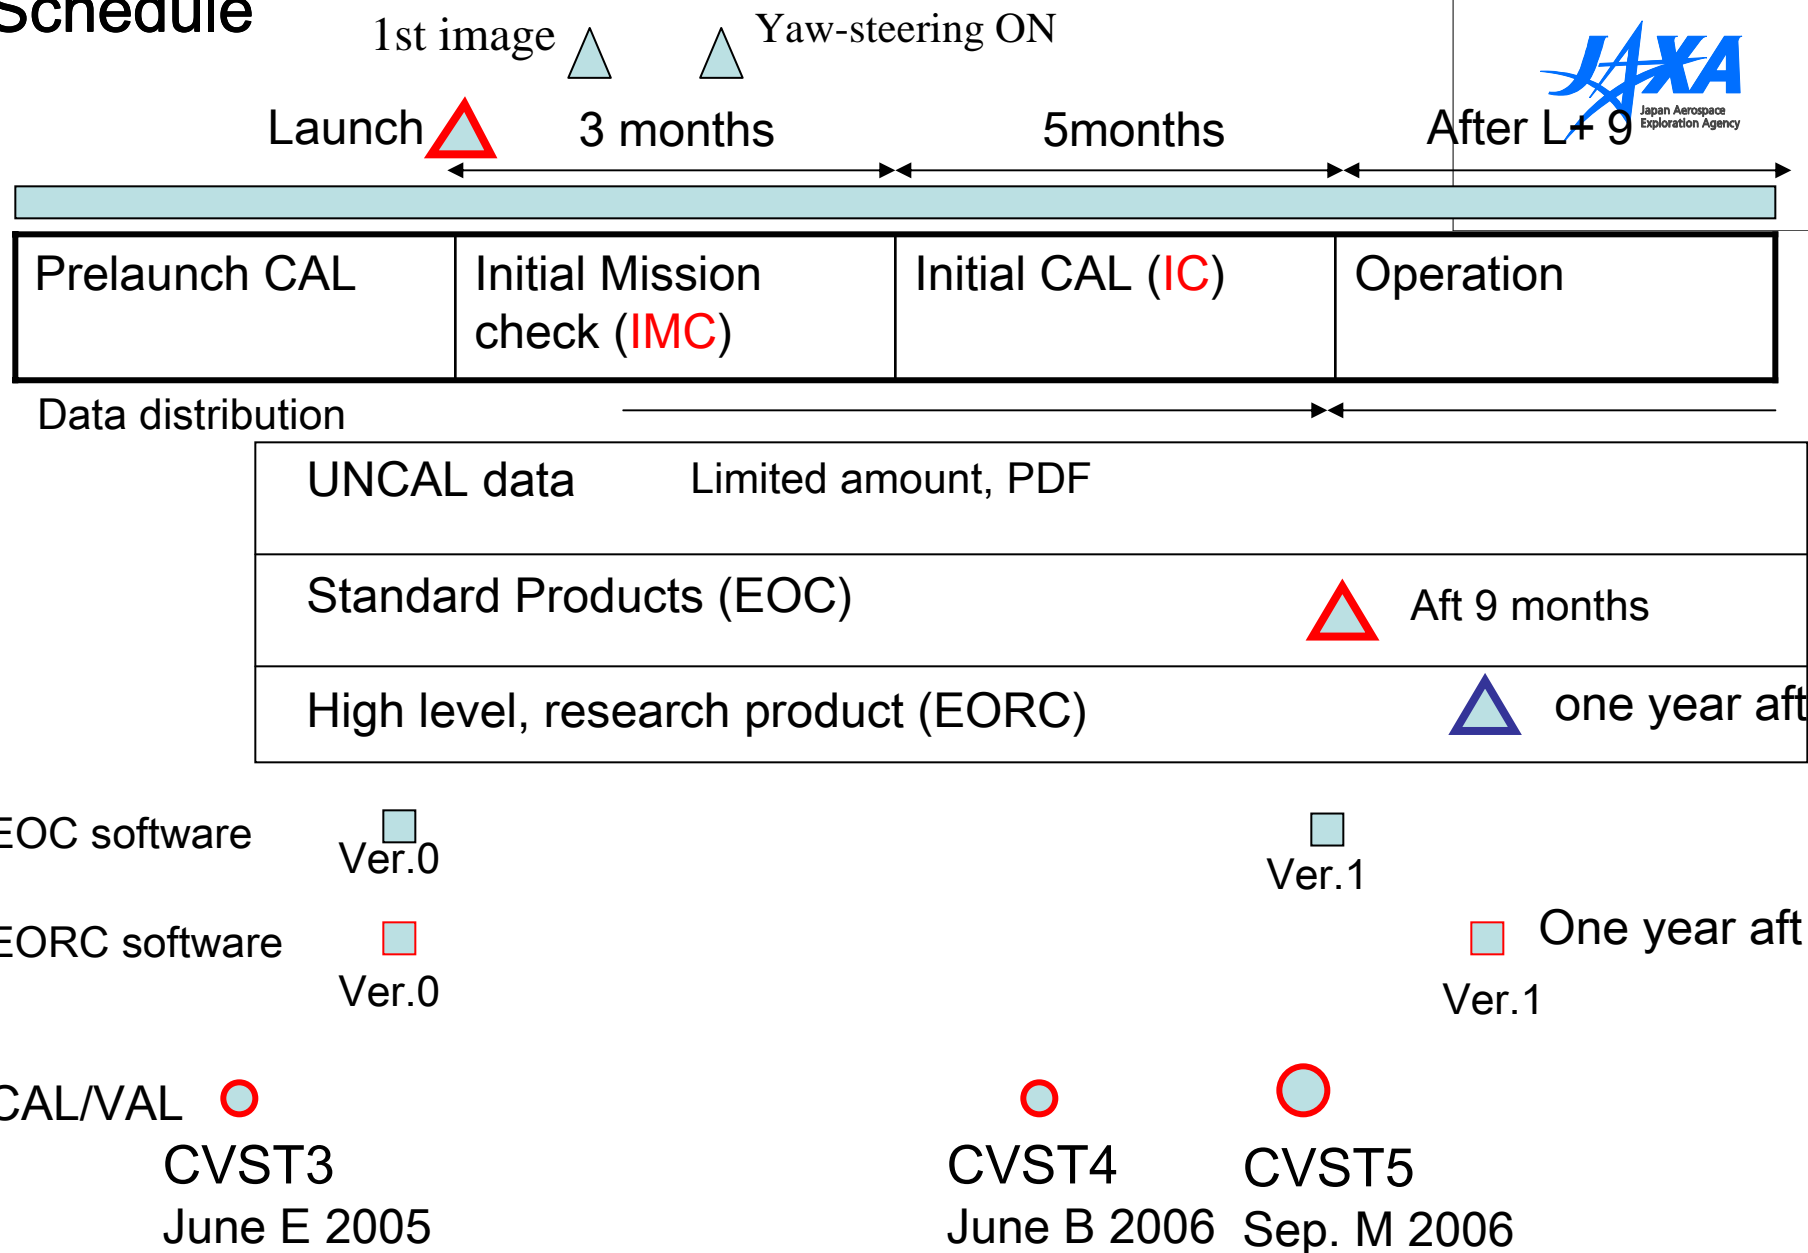 Schedule
1st image
Yaw-steering ON
JAXA
Japan Aerospace
Exploration Agency
Launch
3 months
5months
After L+ 9
Prelaunch CAL
Initial Mission
check (IMC)
Initial CAL (IC)
Operation
Data distribution
UNCAL data
Limited amount, PDF
Standard Products (EOC)
Aft 9 months
High level, research product (EORC)
one year aft
EOC software
Ver.0
Ver.1
EORC software
Ver.0
One year aft
Ver.1
CAL/VAL
CVST3
June E 2005
CVST4
June B 2006
CVST5
Sep. M 2006